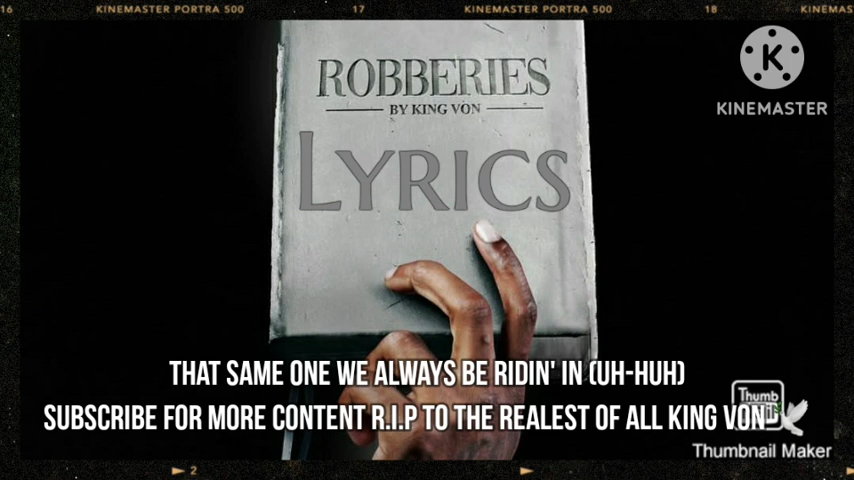 16 KINEMASTER PORTRA 500 17 KINEMASTER PORTRA 500 18 KINEMAS
K
KINEMASTER
ROBBERIES
BY KING VON
LYRICS
THAT SAME ONE WE ALWAYS BE RIDIN' IN (UH-HUH)
SUBSCRIBE FOR MORE CONTENT R.I.P TO THE REALEST OF ALL KING VON
Thumb
Thumbnail Maker
2